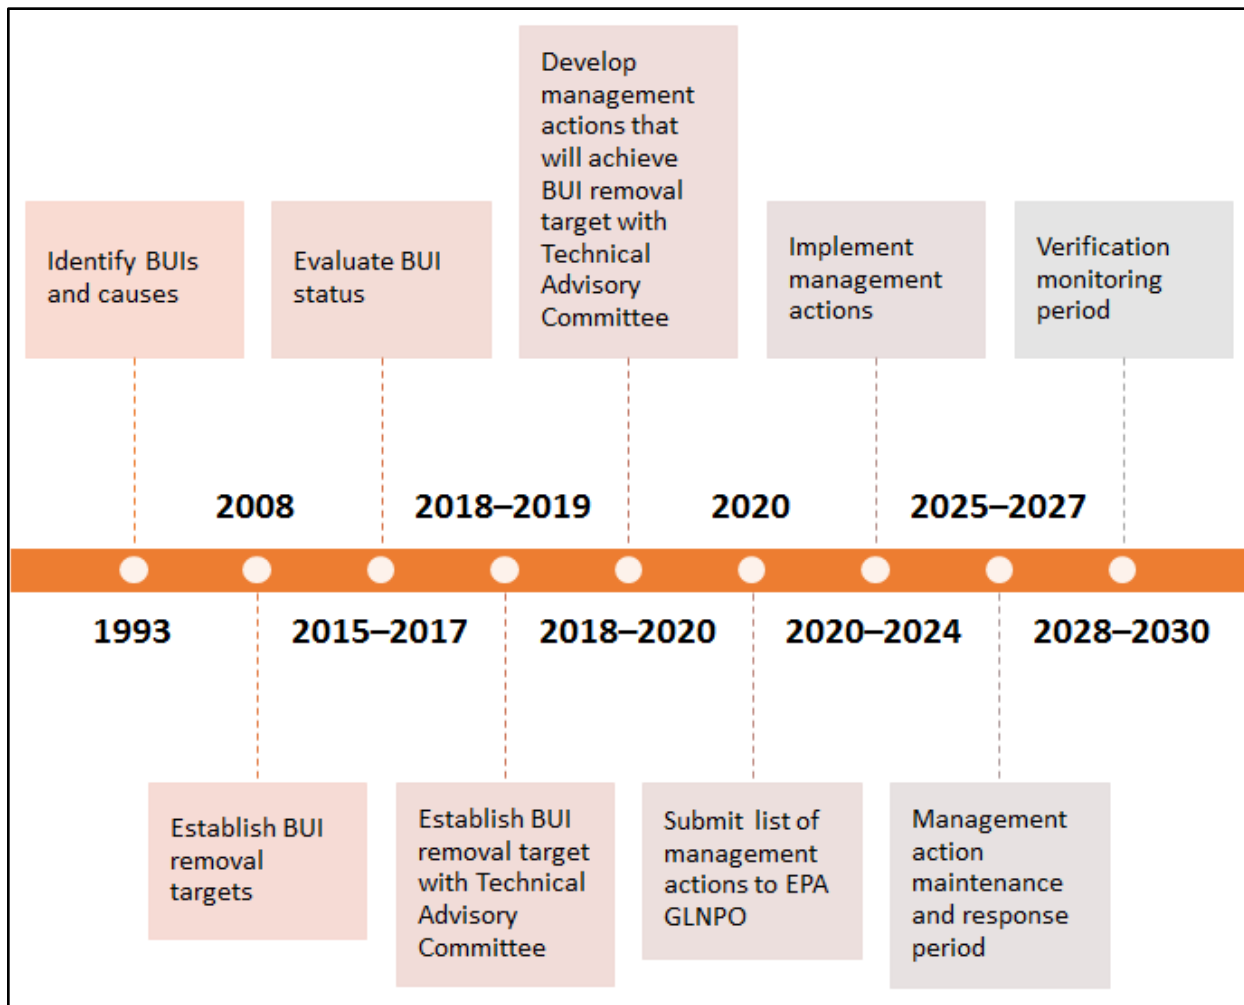 Develop
management
actions that
will achieve
BUI removal
target with
Technical
Advisory
Committee
Identify BUIs
and causes
Evaluate BUI
status
Implement
management
actions
Verification
monitoring
period
2008
2018–2019
2020
2025–2027
1993
2015–2017
2018–2020
2020–2024
2028–2030
Establish BUI
removal
targets
Establish BUI
removal target
with Technical
Advisory
Committee
Submit list of
management
actions to EPA
GLNPO
Management
action
maintenance
and response
period